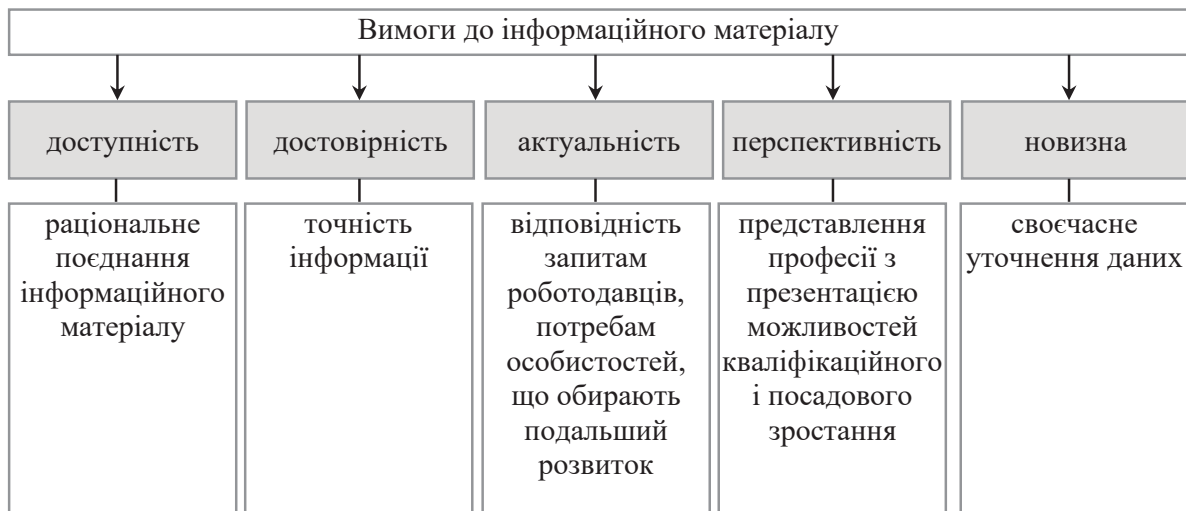 Вимоги до інформаційного матеріалу
доступність
достовірність
актуальність
перспективність
новизна
раціональне
поєднання
інформаційного
матеріалу
точність
інформації
відповідність
запитам
роботодавців,
потребам
особистостей,
що обирають
подальший
розвиток
представлення
професії з
презентацією
можливостей
кваліфікаційного
і посадового
зростання
своєчасне
уточнення даних